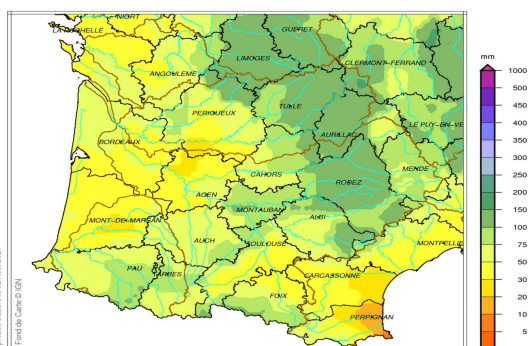 NIORT
LA ROCHELLE
GUERET
LIMOGES
CLERMONT-FERRAND
ANGOULEME
TULLE
PERIGUEUX
LE PUY-EN-VE
AURILLAC
BORDEAUX
MENDE
CAHORS
RODEZ
AGEN
MONTAUBAN
ALBI
MONT-DE-MARSAN
AUCH
TOULOUSE
MONTPELLIE
PAU
TARBES
CARCASSONNE
FOIX
PERPIGNAN
Fond de Carte © IGN
mm
1000
500
450
400
350
300
250
200
150
100
75
50
30
20
10
5